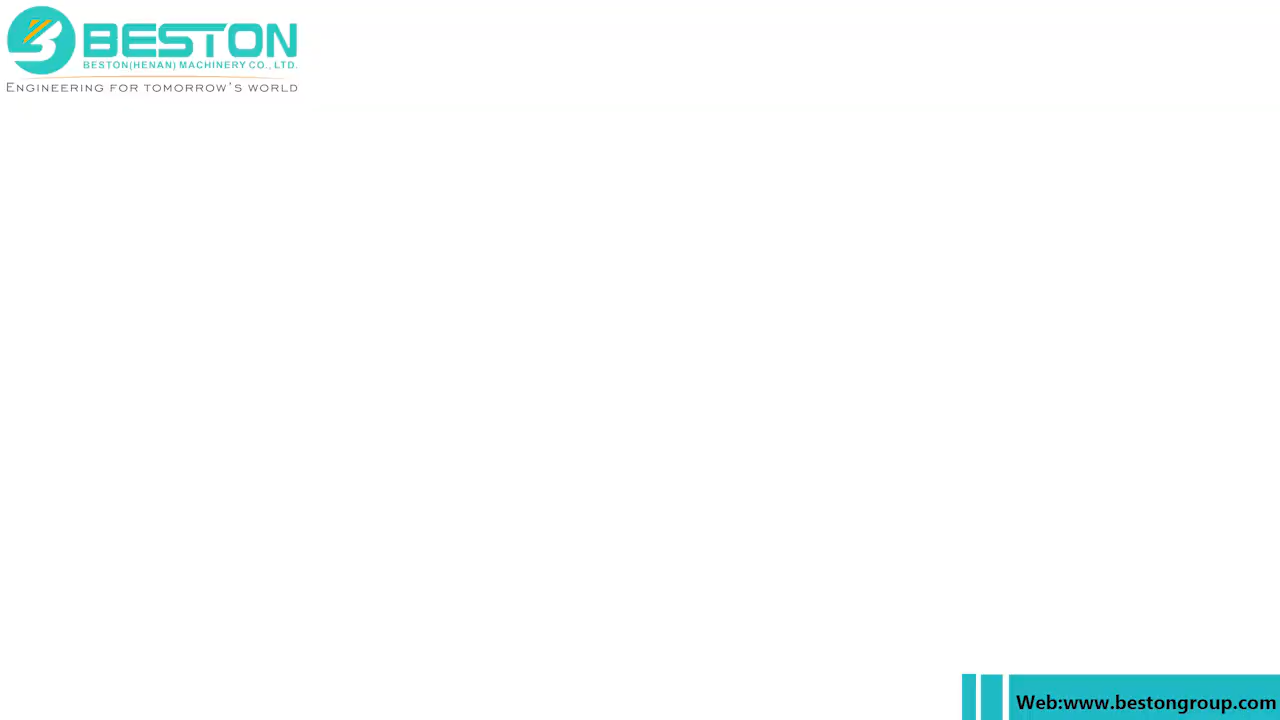 BESTON
BESTON(HENAN) MACHINERY CO., LTD.
ENGINEERING FOR TOMORROW'S WORLD
Web:www.bestongroup.com